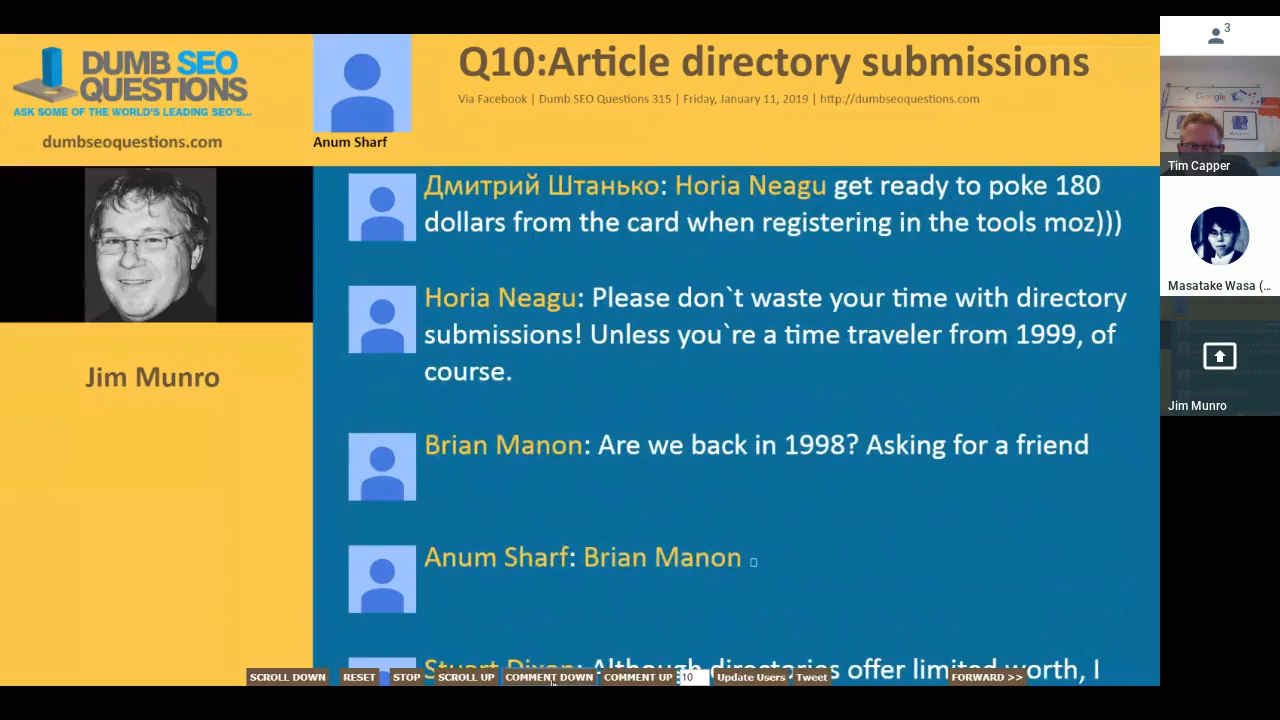 DUMB SEO
QUESTIONS
ASK SOME OF THE WORLD'S LEADING SEO'S...
dumbseoquestions.com
Anum Sharf
Q10:Article directory submissions
Via Facebook | Dumb SEO Questions 315 | Friday, January 11, 2019 | http://dumbseoquestions.com
Jim Munro
Дмитрий Штанько: Horia Neagu get ready to poke 180
dollars from the card when registering in the tools moz)))
Horia Neagu: Please don`t waste your time with directory
submissions! Unless you`re a time traveler from 1999, of
course.
Brian Manon: Are we back in 1998? Asking for a friend
Anum Sharf: Brian Manon
Stuart Dixon: Although directories offer limited worth, I
SCROLL DOWN RESET STOP SCROLL UP COMMENT DOWN COMMENT UP 10 Update Users Tweet FORWARD >>
3
Google
Tim Capper
Masatake Wasa (...
Jim Munro